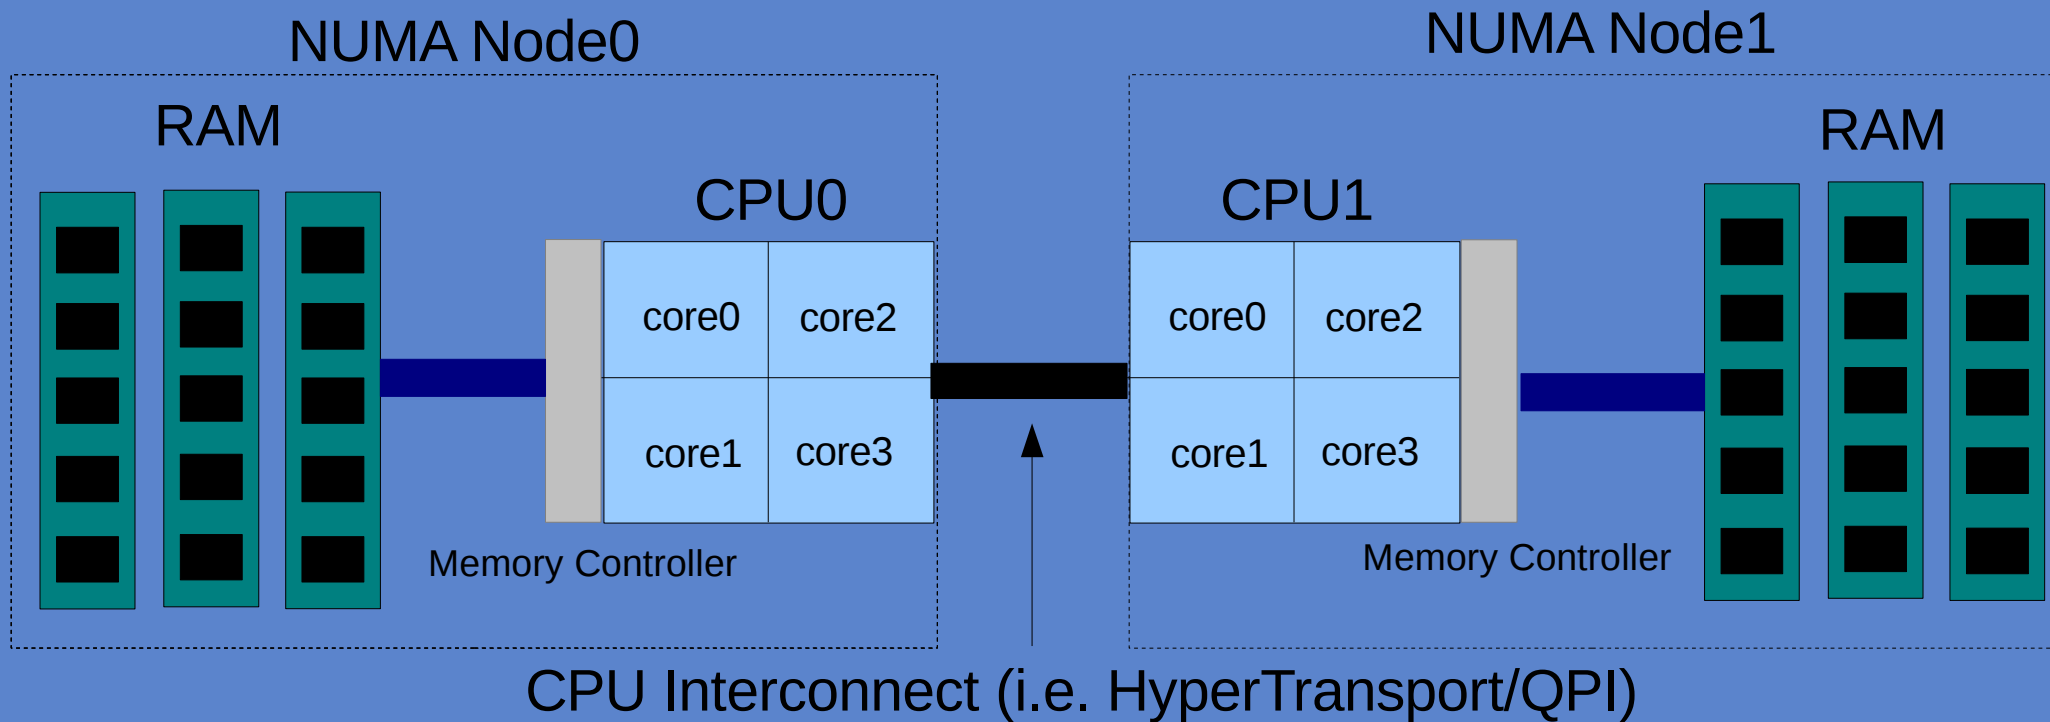 NUMA Node0
NUMA Node1
RAM
RAM
CPU0
CPU1
core0
core2
core0
core2
core1
core3
core1
core3
Memory Controller
Memory Controller
CPU Interconnect (i.e. HyperTransport/QPI)